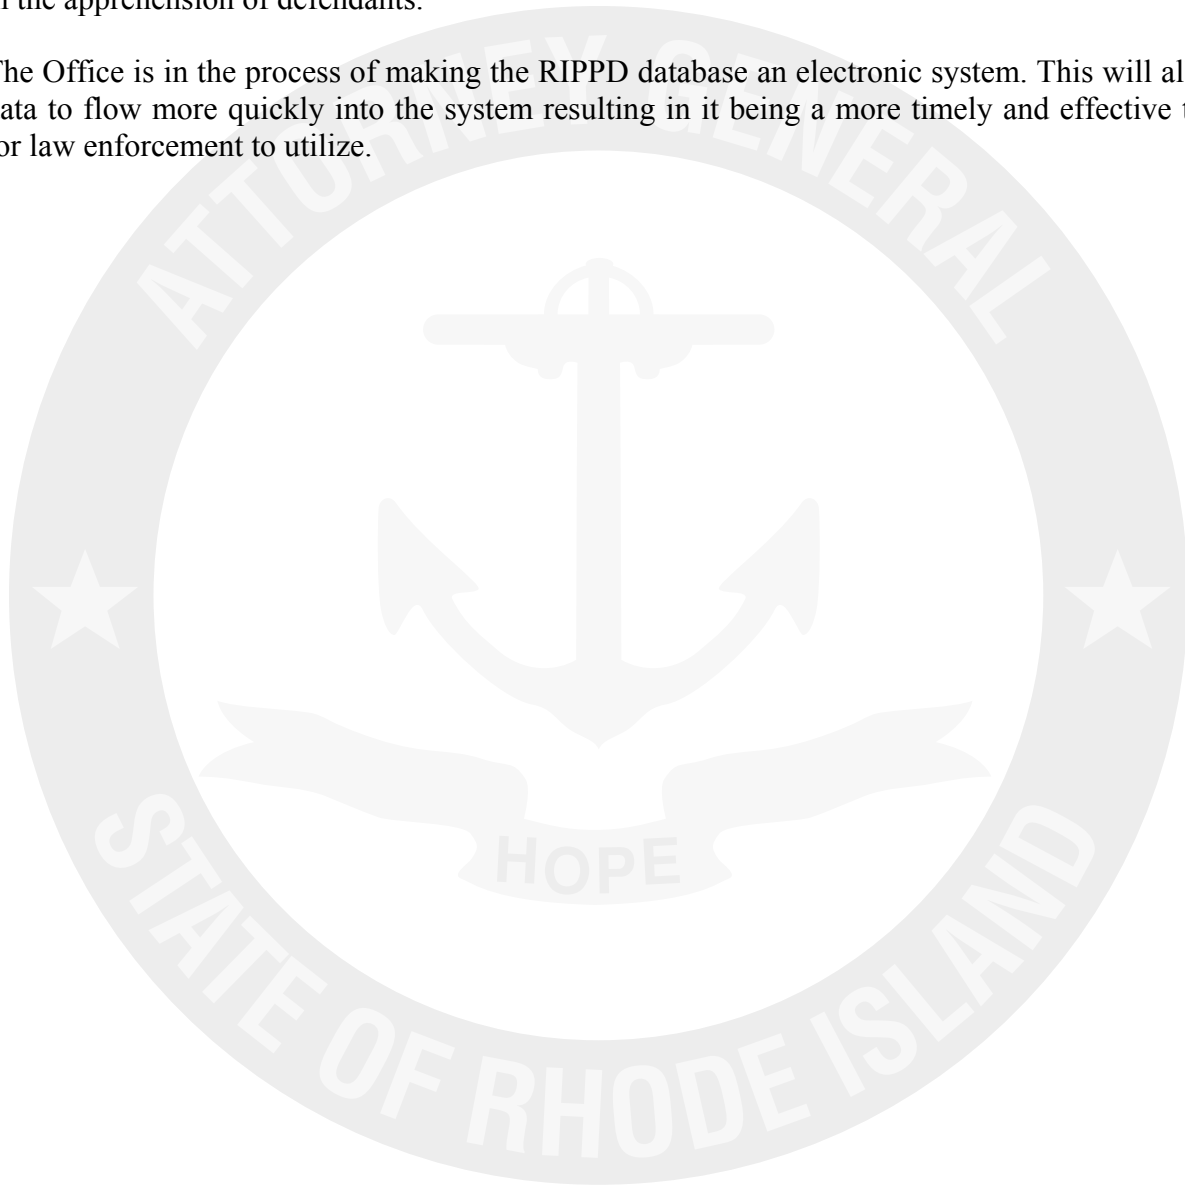 the apprehension of defendants.
he Office is in the process of making the RIPPD database an electronic system. This will al
ata to flow more quickly into the system resulting in it being a more timely and effective t
or law enforcement to utilize.
ATTORNEY GENERAL
HOPE
STATE OF RHODE ISLAND